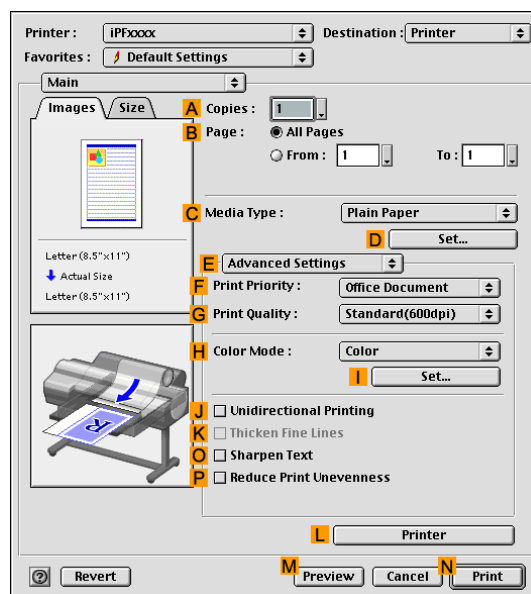 Printer : iPFxxxx Destination : Printer
Favorites : Default Settings
Main
Images Size
A Copies : 1
B Page : All Pages
From : 1 To : 1
C Media Type : Plain Paper
D Set...
Letter (8.5"x11")
Actual Size
Letter (8.5"x11")
E Advanced Settings
F Print Priority : Office Document
G Print Quality : Standard(600dpi)
H Color Mode : Color
I Set...
J Unidirectional Printing
K Thicken Fine Lines
O Sharpen Text
P Reduce Print Unevenness
R
L Printer
? Revert M Preview Cancel N Print